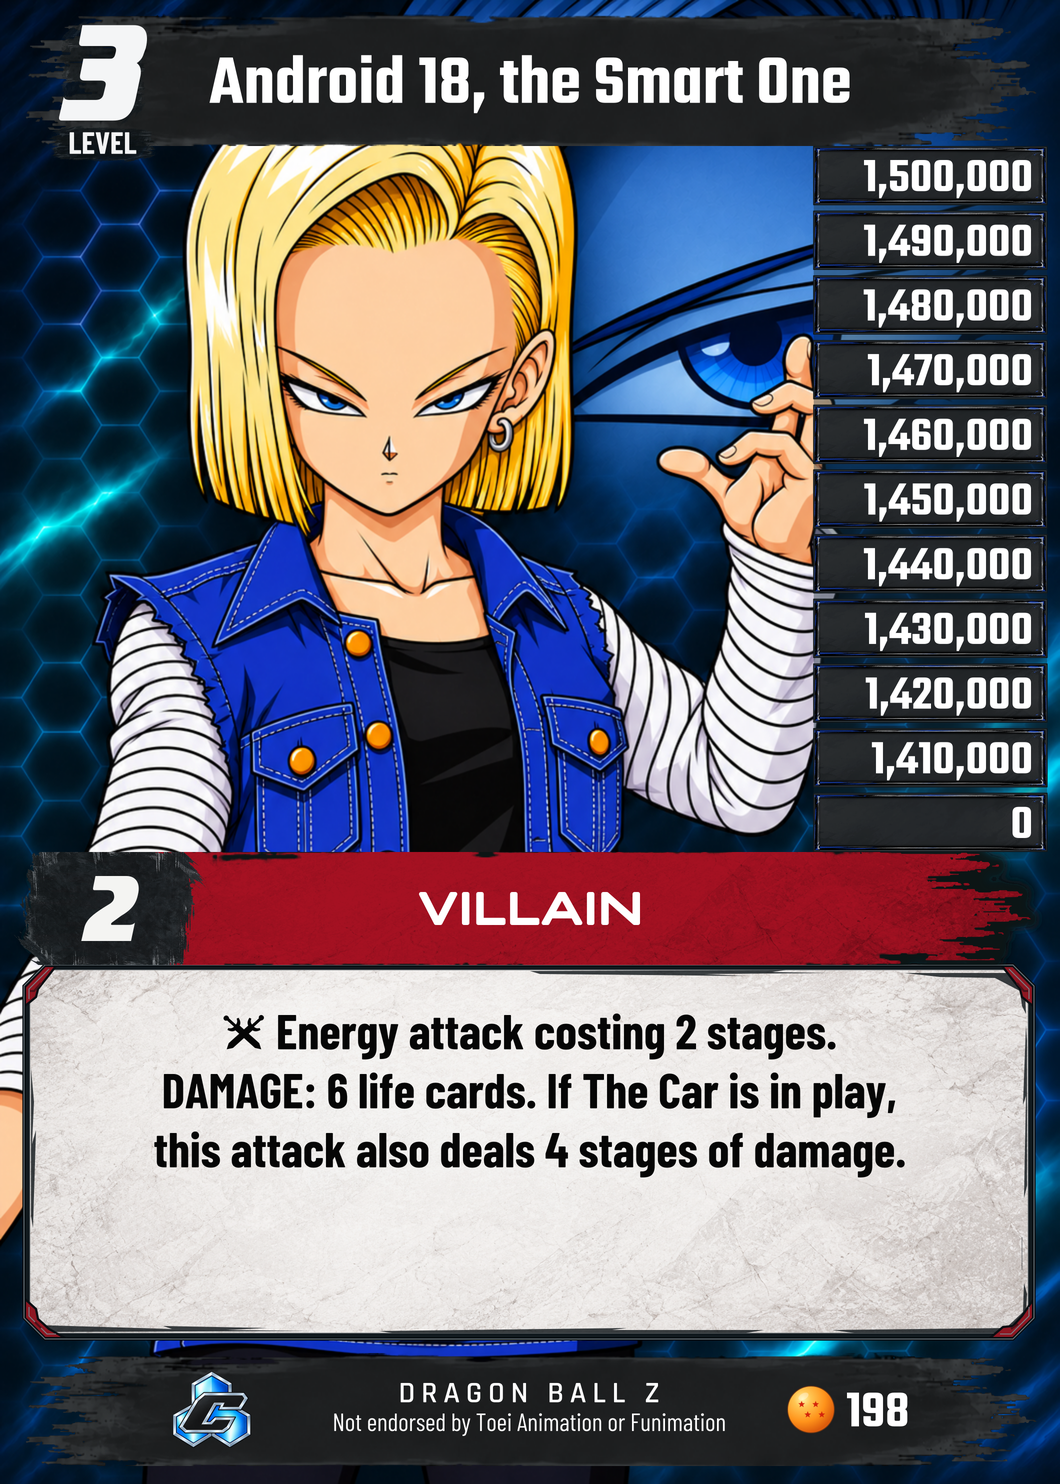 3
LEVEL
Android 18, the Smart One
1,500,000
1,490,000
1,480,000
1,470,000
1,460,000
1,450,000
1,440,000
1,430,000
1,420,000
1,410,000
0
2
VILLAIN
Energy attack costing 2 stages.
DAMAGE: 6 life cards. If The Car is in play,
this attack also deals 4 stages of damage.
DRAGON BALL Z
Not endorsed by Toei Animation or Funimation
198